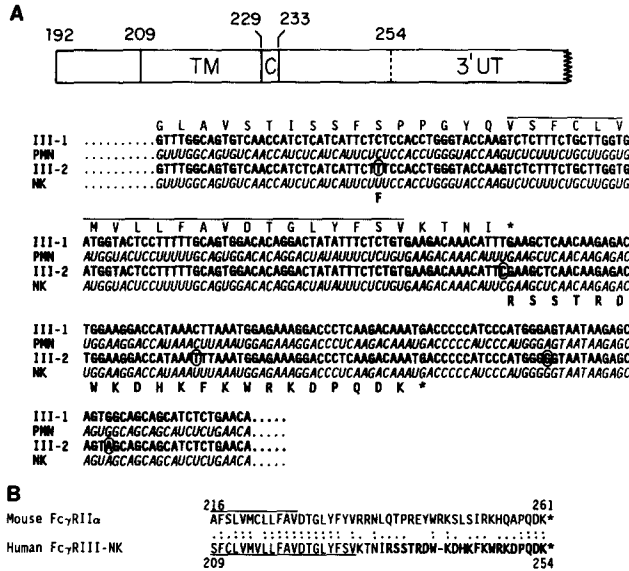 A
192 209 229 233 254
TM C 3'UT
G L A V S T I S S F S P P G Y Q V S F C L V
III-1 ..........GTTTGGCAGTGTCAACCATCTCATCATTCTCTCCACCTGGGTACCAAGTCTCTTTCTGCTTGGTG
PMN ..........GUUUGGCAGUGUCAACCAUCUCAUCAUUCUCUCCACCUGGGUACCAAGUCUCUUUCUGCUUGGUG
III-2 ..........GTTTGGCAGTGTCAACCATCTCATCATTCTTTCCACCTGGGTACCAAGTCTCTTTCTGCTTGGTG
NK ..........GUUUGGCAGUGUCAACCAUCUCAUCAUUCUUUCCACCUGGGUACCAAGUCUCUUUCUGCUUGGUG
F
M V L L F A V D T G L Y F S V K T N I *
III-1 ATGGTACTCCTTTTTGCAGTGGACACAGGACTATATTTCTCTGTGAAGACAAACATTTGAAGCTCAACAAGAGAC
PMN AUGGUACUCCUUUUUGCAGUGGACACAGGACUAUAUUUCUCUGUGAAGACAAACAUUUGAAGCUCAACAAGAGAC
III-2 ATGGTACTCCTTTTTGCAGTGGACACAGGACTATATTTCTCTGTGAAGACAAACATTCGAAGCTCAACAAGAGAC
NK AUGGUACUCCUUUUUGCAGUGGACACAGGACUAUAUUUCUCUGUGAAGACAAACAUUCGAAGCUCAACAAGAGAC
R S S T R D
III-1 TGGAAGGACCATAAACTTAAATGGAGAAAGGACCCTCAAGACAAATGACCCCCATCCCATGGGAGTAATAAGAGC
PMN UGGAAGGACCAUAAACUUAAAUGGAGAAAGGACCCUCAAGACAAAUGACCCCCAUCCCAUGGGAGUAAUAAGAGC
III-2 TGGAAGGACCATAAATTTAAATGGAGAAAGGACCCTCAAGACAAATGACCCCCATCCCATGGGGGTAATAAGAGC
NK UGGAAGGACCAUAAAUUUAAAUGGAGAAAGGACCCUCAAGACAAAUGACCCCCAUCCCAUGGGGGUAAUAAGAGC
W K D H K F K W R K D P Q D K *
III-1 AGTGGCAGCAGCATCTCTGAACA.....
PMN AGUGGCAGCAGCAUCUCUGAACA.....
III-2 AGTAGCAGCAGCATCTCTGAACA.....
NK AGUAGCAGCAGCAUCUCUGAACA.....
B
216 261
Mouse FcγRIIα AFSLVMCLLFAVDTGLYFYVRRNLQTPREYWRKSLSIRKHQAPQDK*
Human FcγRIII-NK SFCLVMVLLFAVDTGLYFSVKTNIRSSTRDW-KDHKFKWRKDPQDK*
209 254